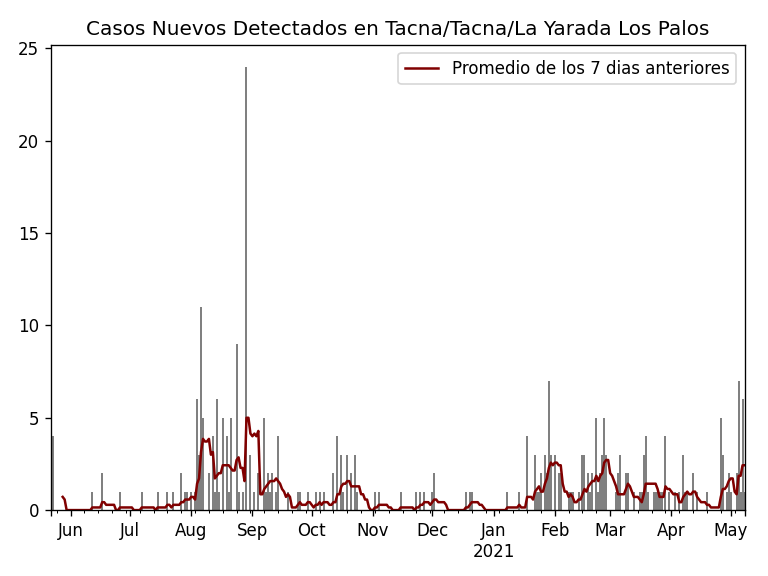 Casos Nuevos Detectados en Tacna/Tacna/La Yarada Los Palos
Promedio de los 7 dias anteriores
25
20
15
10
5
0
Jun Jul Aug Sep Oct Nov Dec Jan Feb Mar Apr May
2021